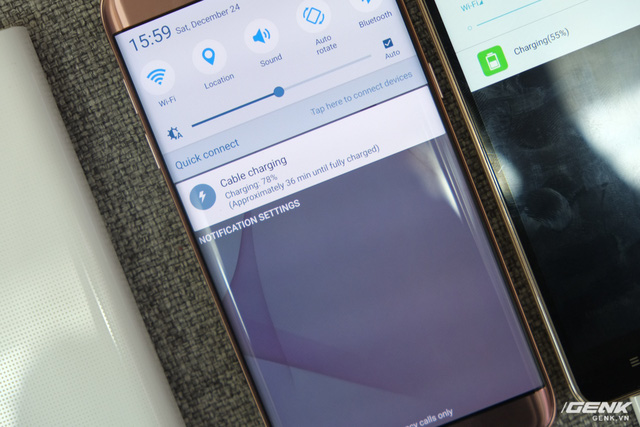 15:59 Sat, December 24
Wi-Fi
Location
Sound
Auto
rotate
Bluetooth
A
Auto
Quick connect
Tap here to connect devices
Cable charging
Charging: 78%
(Approximately 36 min until fully charged)
NOTIFICATION SETTINGS
calls only
Wi-Fi
Charging(55%)
GENK
GENK.VN